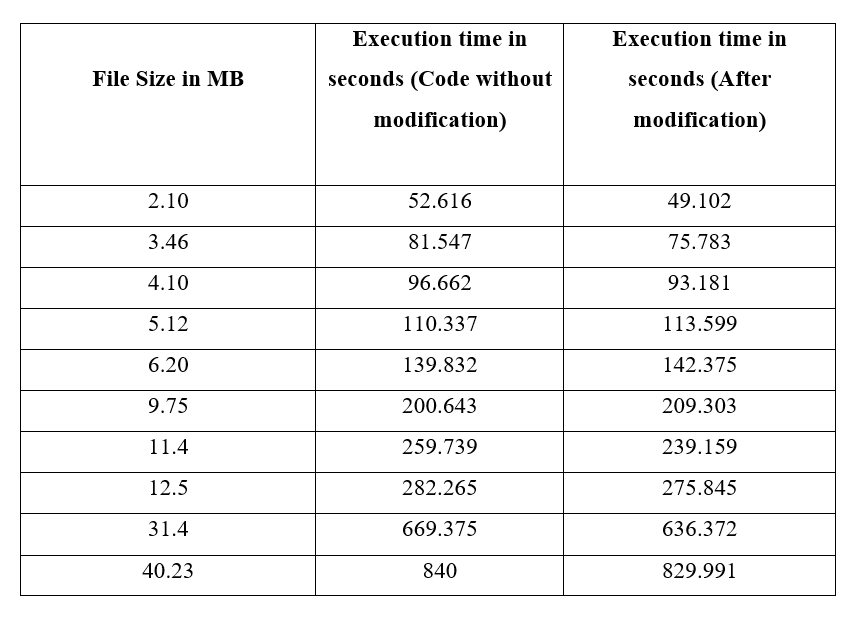 File Size in MB
Execution time in
seconds (Code without
modification)
Execution time in
seconds (After
modification)
2.10 52.616 49.102
3.46 81.547 75.783
4.10 96.662 93.181
5.12 110.337 113.599
6.20 139.832 142.375
9.75 200.643 209.303
11.4 259.739 239.159
12.5 282.265 275.845
31.4 669.375 636.372
40.23 840 829.991